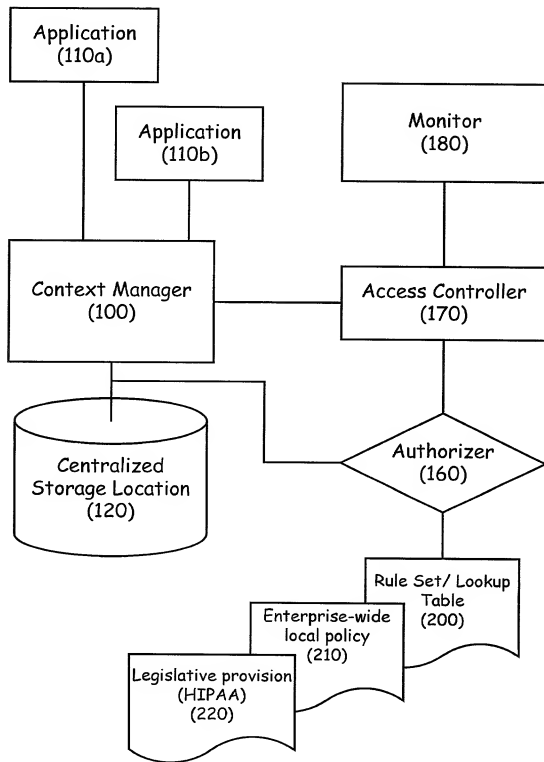 Application
(110a)
Application
(110b)
Monitor
(180)
Context Manager
(100)
Access Controller
(170)
Centralized
Storage Location
(120)
Authorizer
(160)
Rule Set/ Lookup
Table
(200)
Enterprise-wide
local policy
(210)
Legislative provision
(HIPAA)
(220)